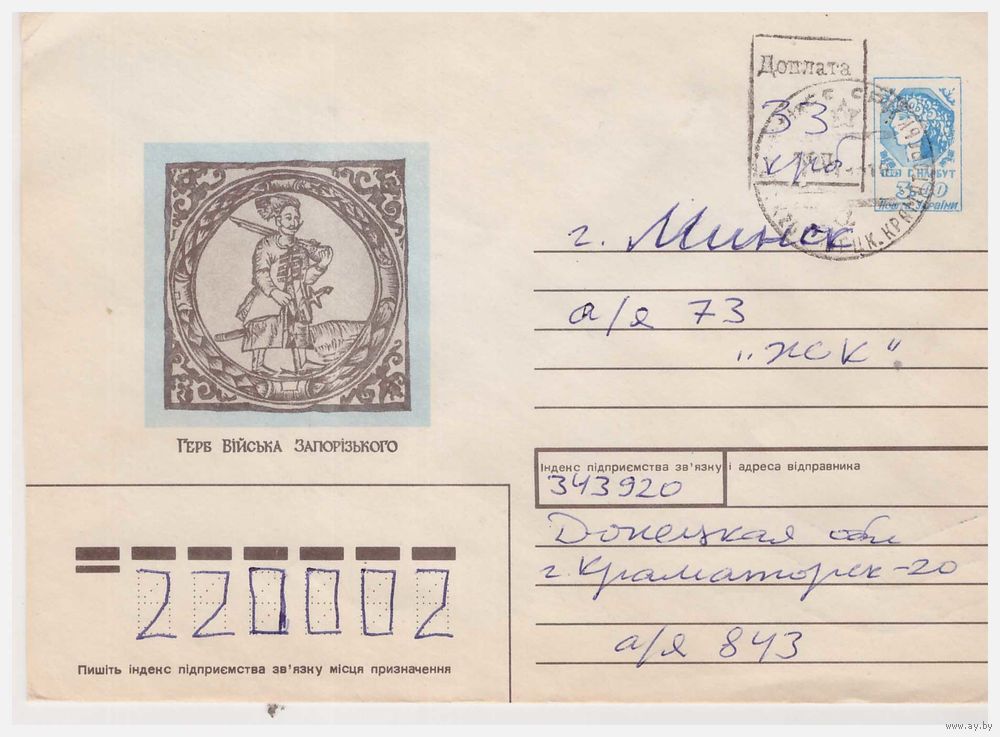 Доплата
33
крб
3,00
ПОШТА УКРАЇНИ
г. Минск
а/я 73
„ЖСК“
Герб Війська Запорізького
Індекс підприємства зв'язку і адреса відправника
343920
Донецкая обл
г. Краматорск-20
а/я 843
220002
Пишіть індекс підприємства зв'язку місця призначення
www.ay.by